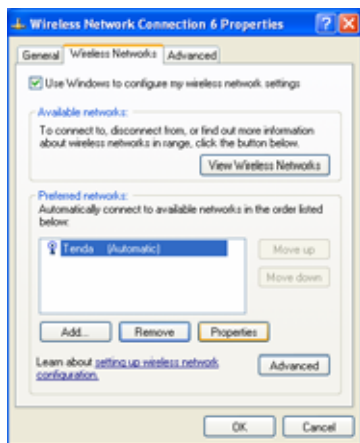 Wireless Network Connection 6 Properties
General Wireless Networks Advanced
Use Windows to configure my wireless network settings
Available networks:
To connect to, disconnect from, or find out more information
about wireless networks in range, click the button below.
View Wireless Networks
Preferred networks:
Automatically connect to available networks in the order listed
below:
Tenda (Automatic)
Move up
Move down
Add... Remove Properties
Learn about setting up wireless network
configuration.
Advanced
OK Cancel